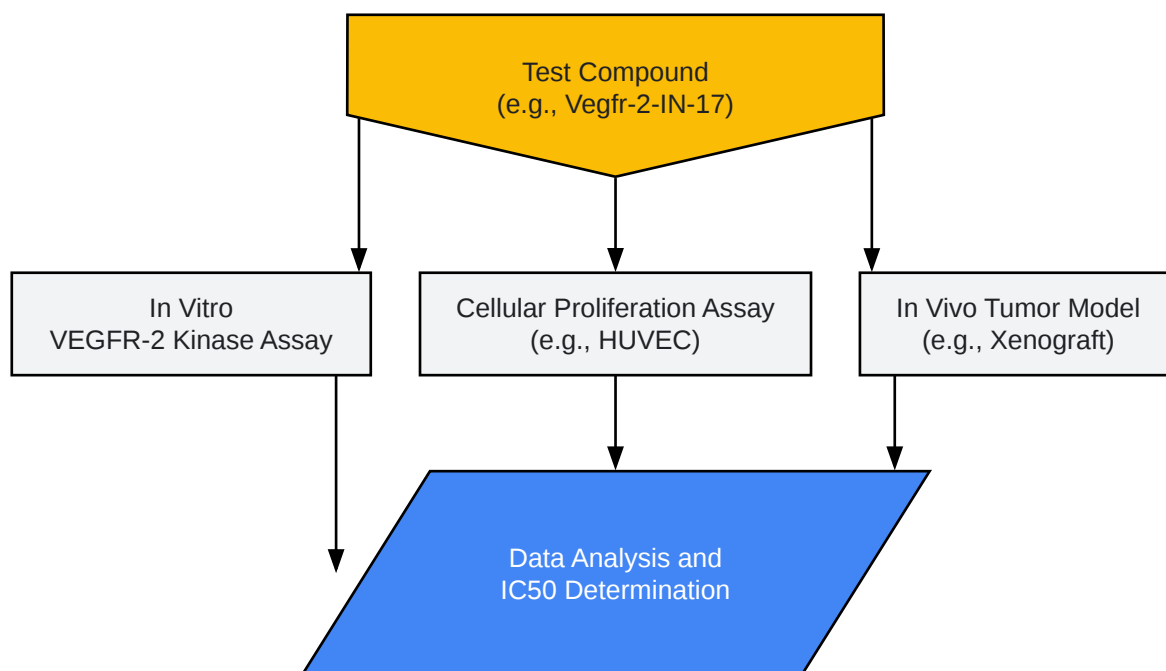 Test Compound
(e.g., Vegfr-2-IN-17)
In Vitro
VEGFR-2 Kinase Assay
Cellular Proliferation Assay
(e.g., HUVEC)
In Vivo Tumor Model
(e.g., Xenograft)
Data Analysis and
IC50 Determination